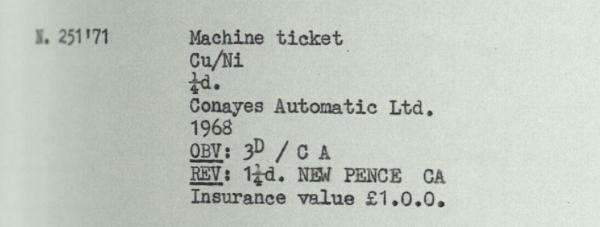 N. 251'71 Machine ticket
Cu/Ni
¼d.
Conayes Automatic Ltd.
1968
OBV: 3D / C A
REV: 1¼d. NEW PENCE CA
Insurance value £1.0.0.